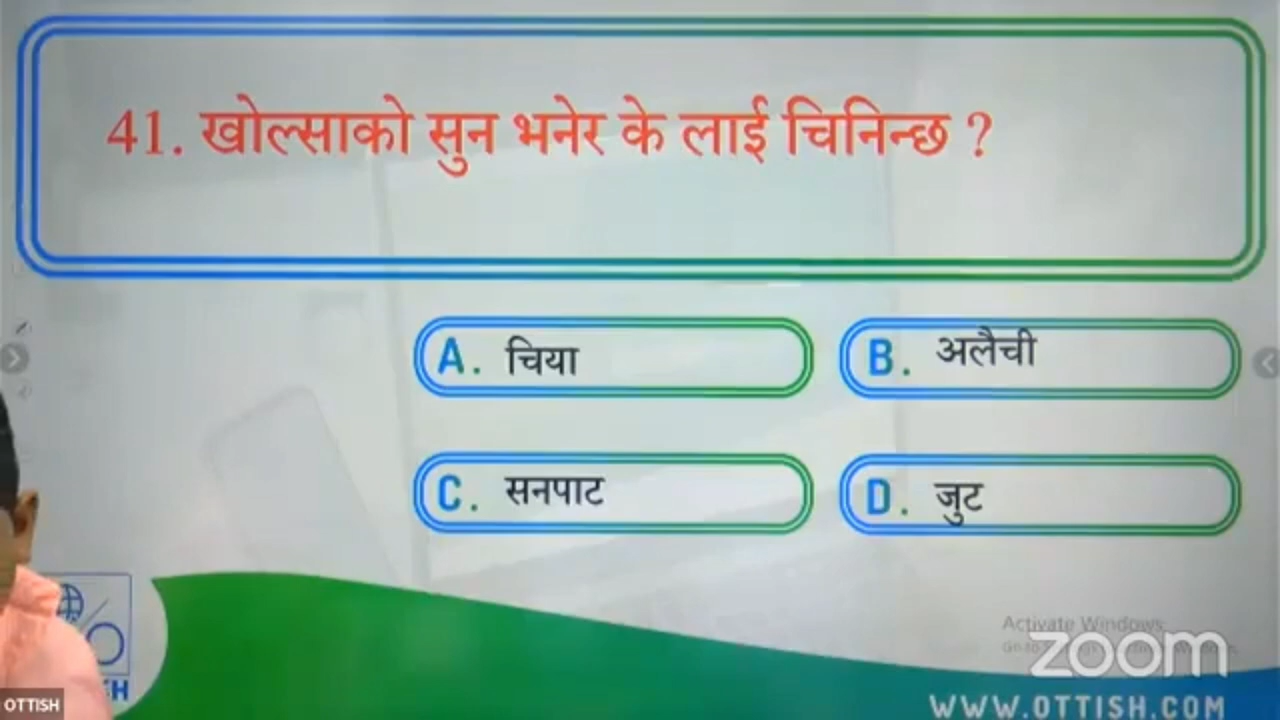 41. खोल्साको सुन भनेर के लाई चिनिन्छ ?
A. चिया
B. अलैची
C. सनपाट
D. जुट
Activate Windows
zoom
OTTISH
WWW.OTTISH.COM